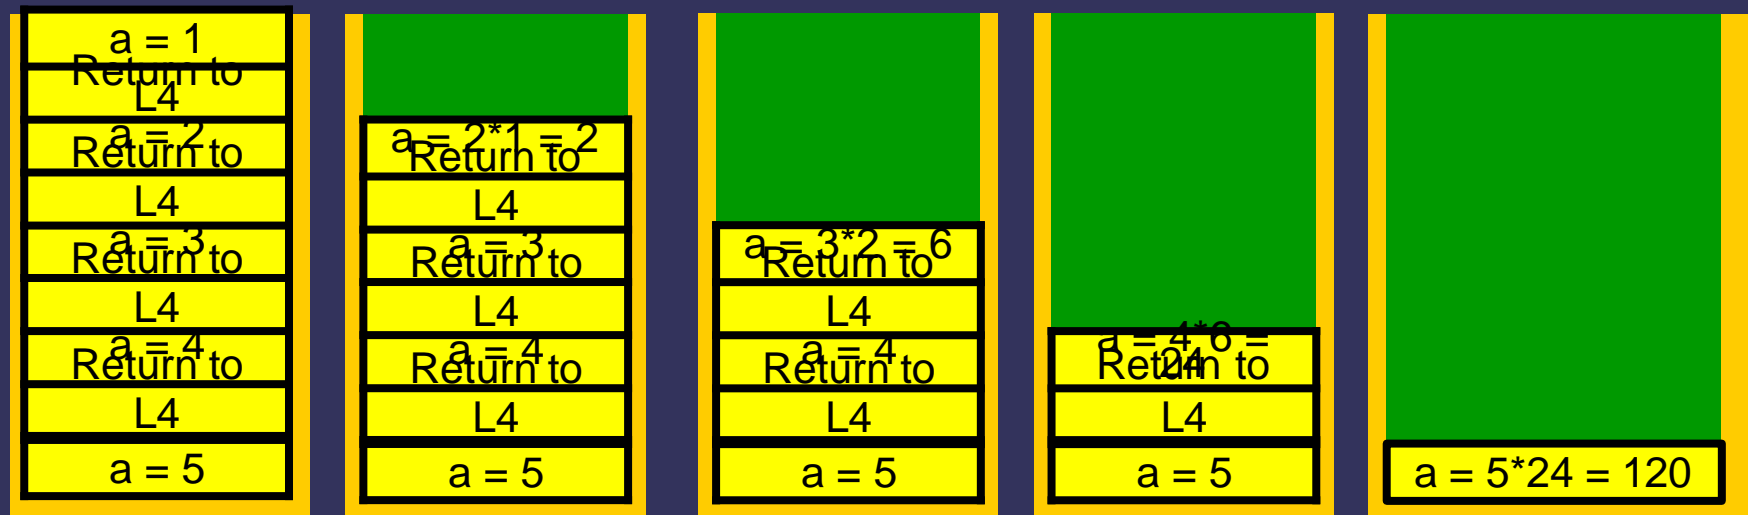 a = 1
Return to
L4
a = 2
Return to
L4
a = 3
Return to
L4
a = 4
Return to
L4
a = 5
a = 2*1 = 2
Return to
L4
a = 3
Return to
L4
a = 4
Return to
L4
a = 5
a = 3*2 = 6
Return to
L4
a = 4
Return to
L4
a = 5
a = 4*6 =
24
Return to
L4
a = 5
a = 5*24 = 120